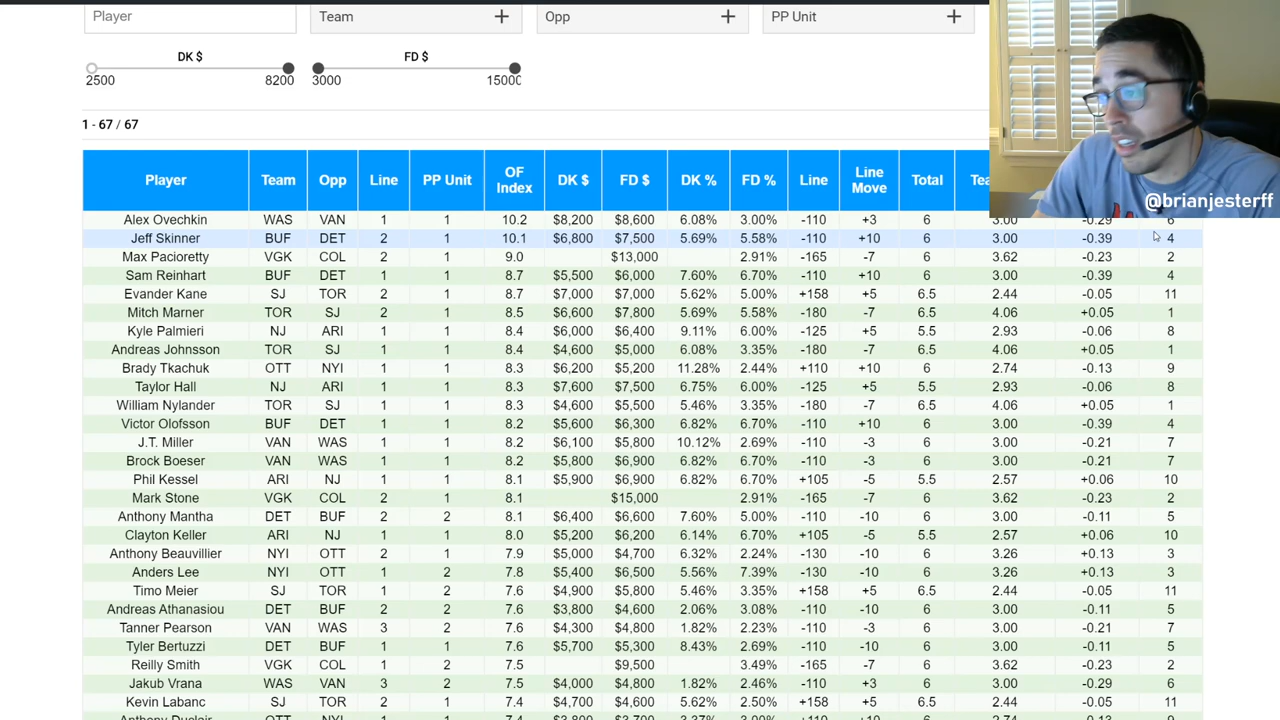 Player Team + Opp + PP Unit +
DK $ FD $
2500 8200 3000 15000
1 - 67 / 67
@brianjesterff
Player Team Opp Line PP Unit OF Index DK $ FD $ DK % FD % Line Line Move Total
Alex Ovechkin WAS VAN 1 1 10.2 $8,200 $8,600 6.08% 3.00% -110 +3 6 3.00 -0.29 6
Jeff Skinner BUF DET 2 1 10.1 $6,800 $7,500 5.69% 5.58% -110 +10 6 3.00 -0.39 4
Max Pacioretty VGK COL 2 1 9.0 $13,000 2.91% -165 -7 6 3.62 -0.23 2
Sam Reinhart BUF DET 1 1 8.7 $5,500 $6,000 7.60% 6.70% -110 +10 6 3.00 -0.39 4
Evander Kane SJ TOR 2 1 8.7 $7,000 $7,000 5.62% 5.00% +158 +5 6.5 2.44 -0.05 11
Mitch Marner TOR SJ 2 1 8.5 $6,600 $7,800 5.69% 5.58% -180 -7 6.5 4.06 +0.05 1
Kyle Palmieri NJ ARI 1 1 8.4 $6,000 $6,400 9.11% 6.00% -125 +5 5.5 2.93 -0.06 8
Andreas Johnsson TOR SJ 1 1 8.4 $4,600 $5,000 6.08% 3.35% -180 -7 6.5 4.06 +0.05 1
Brady Tkachuk OTT NYI 1 1 8.3 $6,200 $5,200 11.28% 2.44% +110 +10 6 2.74 -0.13 9
Taylor Hall NJ ARI 1 1 8.3 $7,600 $7,500 6.75% 6.00% -125 +5 5.5 2.93 -0.06 8
William Nylander TOR SJ 1 1 8.3 $4,600 $5,500 5.46% 3.35% -180 -7 6.5 4.06 +0.05 1
Victor Olofsson BUF DET 1 1 8.2 $5,600 $6,300 6.82% 6.70% -110 +10 6 3.00 -0.39 4
J.T. Miller VAN WAS 1 1 8.2 $6,100 $5,800 10.12% 2.69% -110 -3 6 3.00 -0.21 7
Brock Boeser VAN WAS 1 1 8.2 $5,800 $6,900 6.82% 6.70% -110 -3 6 3.00 -0.21 7
Phil Kessel ARI NJ 1 1 8.1 $5,900 $6,900 6.82% 6.70% +105 -5 5.5 2.57 +0.06 10
Mark Stone VGK COL 2 1 8.1 $15,000 2.91% -165 -7 6 3.62 -0.23 2
Anthony Mantha DET BUF 2 2 8.1 $6,400 $6,600 7.60% 5.00% -110 -10 6 3.00 -0.11 5
Clayton Keller ARI NJ 1 1 8.0 $5,200 $6,200 6.14% 6.70% +105 -5 5.5 2.57 +0.06 10
Anthony Beauvillier NYI OTT 2 1 7.9 $5,000 $4,700 6.32% 2.24% -130 -10 6 3.26 +0.13 3
Anders Lee NYI OTT 1 2 7.8 $5,400 $6,500 5.56% 7.39% -130 -10 6 3.26 +0.13 3
Timo Meier SJ TOR 1 2 7.6 $4,900 $5,800 5.46% 3.35% +158 +5 6.5 2.44 -0.05 11
Andreas Athanasiou DET BUF 2 2 7.6 $3,800 $4,600 2.06% 3.08% -110 -10 6 3.00 -0.11 5
Tanner Pearson VAN WAS 3 2 7.6 $4,300 $4,800 1.82% 2.23% -110 -3 6 3.00 -0.21 7
Tyler Bertuzzi DET BUF 1 1 7.6 $5,700 $5,300 8.43% 2.69% -110 -10 6 3.00 -0.11 5
Reilly Smith VGK COL 1 2 7.5 $9,500 3.49% -165 -7 6 3.62 -0.23 2
Jakub Vrana WAS VAN 3 2 7.5 $4,000 $4,800 1.82% 2.46% -110 +3 6 3.00 -0.29 6
Kevin Labanc SJ TOR 2 1 7.4 $4,700 $4,600 5.62% 2.50% +158 +5 6.5 2.44 -0.05 11